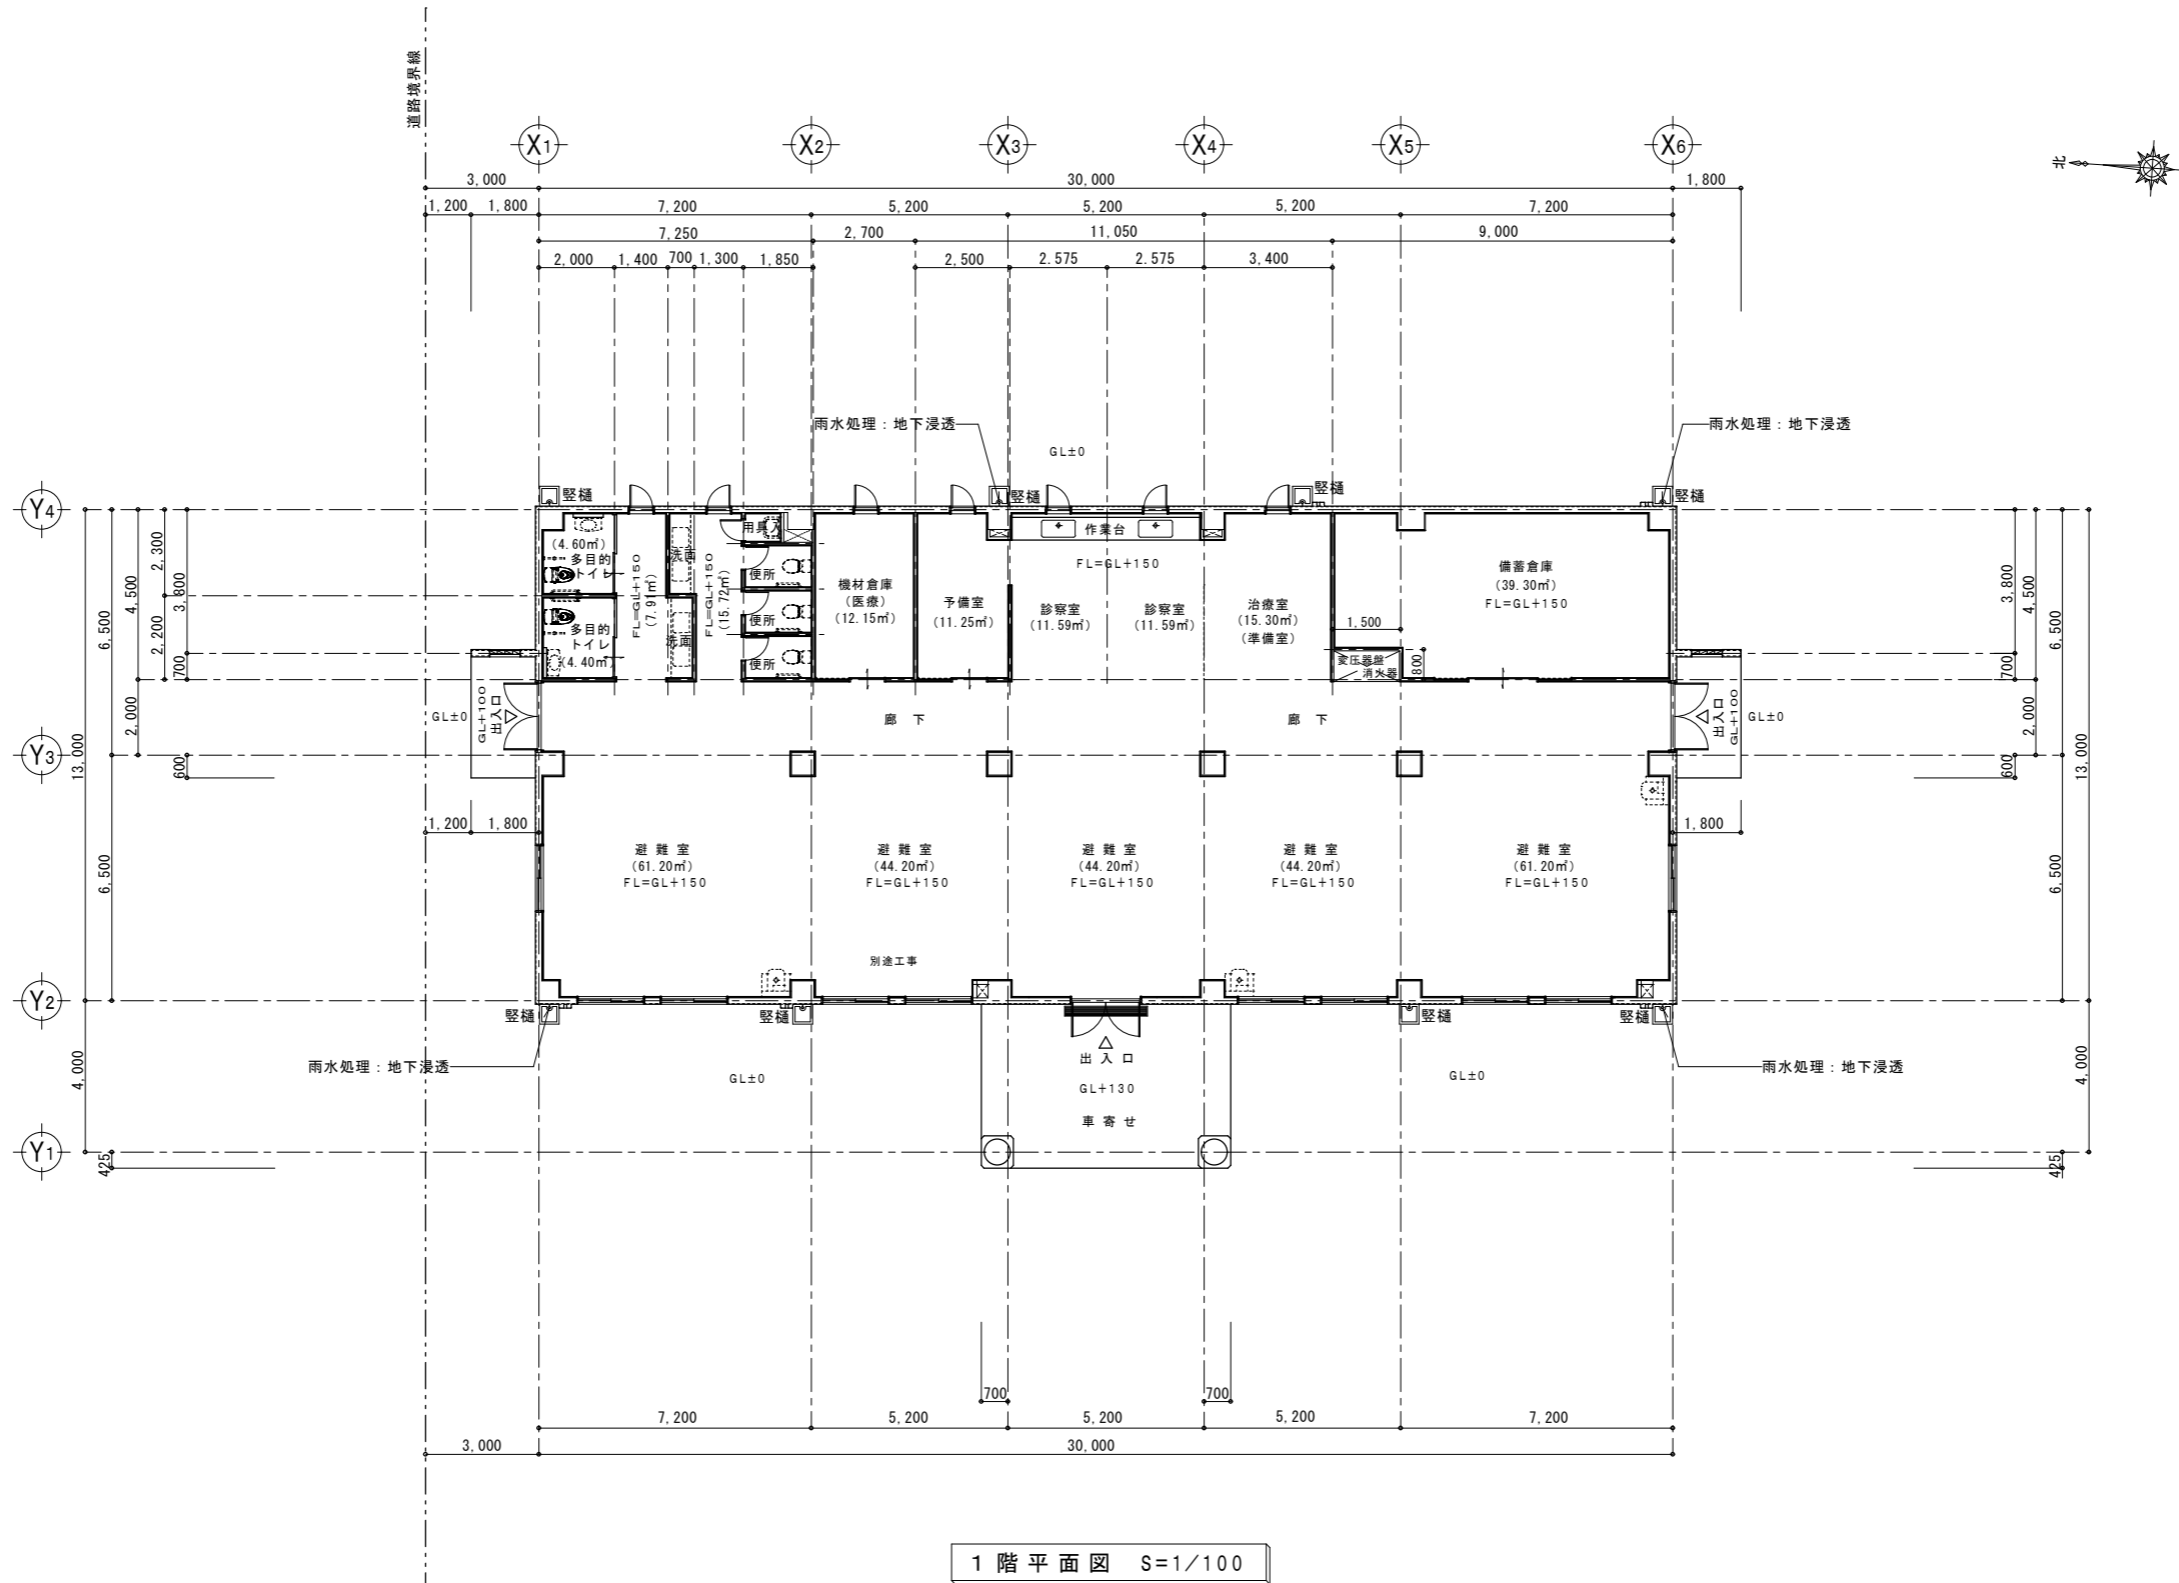 道路境界線
X1
X2
X3
X4
X5
X6
北
3,000
30,000
1,800
1,200
1,800
7,200
5,200
5,200
5,200
7,200
7,250
2,700
11,050
9,000
2,000
1,400
700
1,300
1,850
2,500
2.575
2.575
3,400
雨水処理：地下浸透
雨水処理：地下浸透
GL±0
Y4
竪樋
竪樋
竪樋
竪樋
13,000
6,500
4,500
2,300
3,800
2,200
700
2,000
600
6,500
4,000
425
(4.60㎡)
多目的
トイレ
多目的
トイレ
(4.40㎡)
FL=GL+150
(7.91㎡)
洗面
洗面
FL=GL+150
(15.72㎡)
用具入
便所
便所
便所
機材倉庫
(医療)
(12.15㎡)
予備室
(11.25㎡)
作業台
FL=GL+150
診察室
(11.59㎡)
診察室
(11.59㎡)
治療室
(15.30㎡)
(準備室)
備蓄倉庫
(39.30㎡)
FL=GL+150
1,500
変圧器盤
消火器
800
3,800
4,500
6,500
700
2,000
600
13,000
6,500
4,000
425
GL±0
GL+100
出入口
廊 下
廊 下
出入口
GL+100
GL±0
Y3
1,200
1,800
1,800
避 難 室
(61.20㎡)
FL=GL+150
避 難 室
(44.20㎡)
FL=GL+150
避 難 室
(44.20㎡)
FL=GL+150
避 難 室
(44.20㎡)
FL=GL+150
避 難 室
(61.20㎡)
FL=GL+150
別途工事
Y2
竪樋
竪樋
竪樋
竪樋
雨水処理：地下浸透
雨水処理：地下浸透
GL±0
GL±0
出 入 口
GL+130
車 寄 せ
Y1
700
700
7,200
5,200
5,200
5,200
7,200
3,000
30,000
1 階 平 面 図 S=1/100